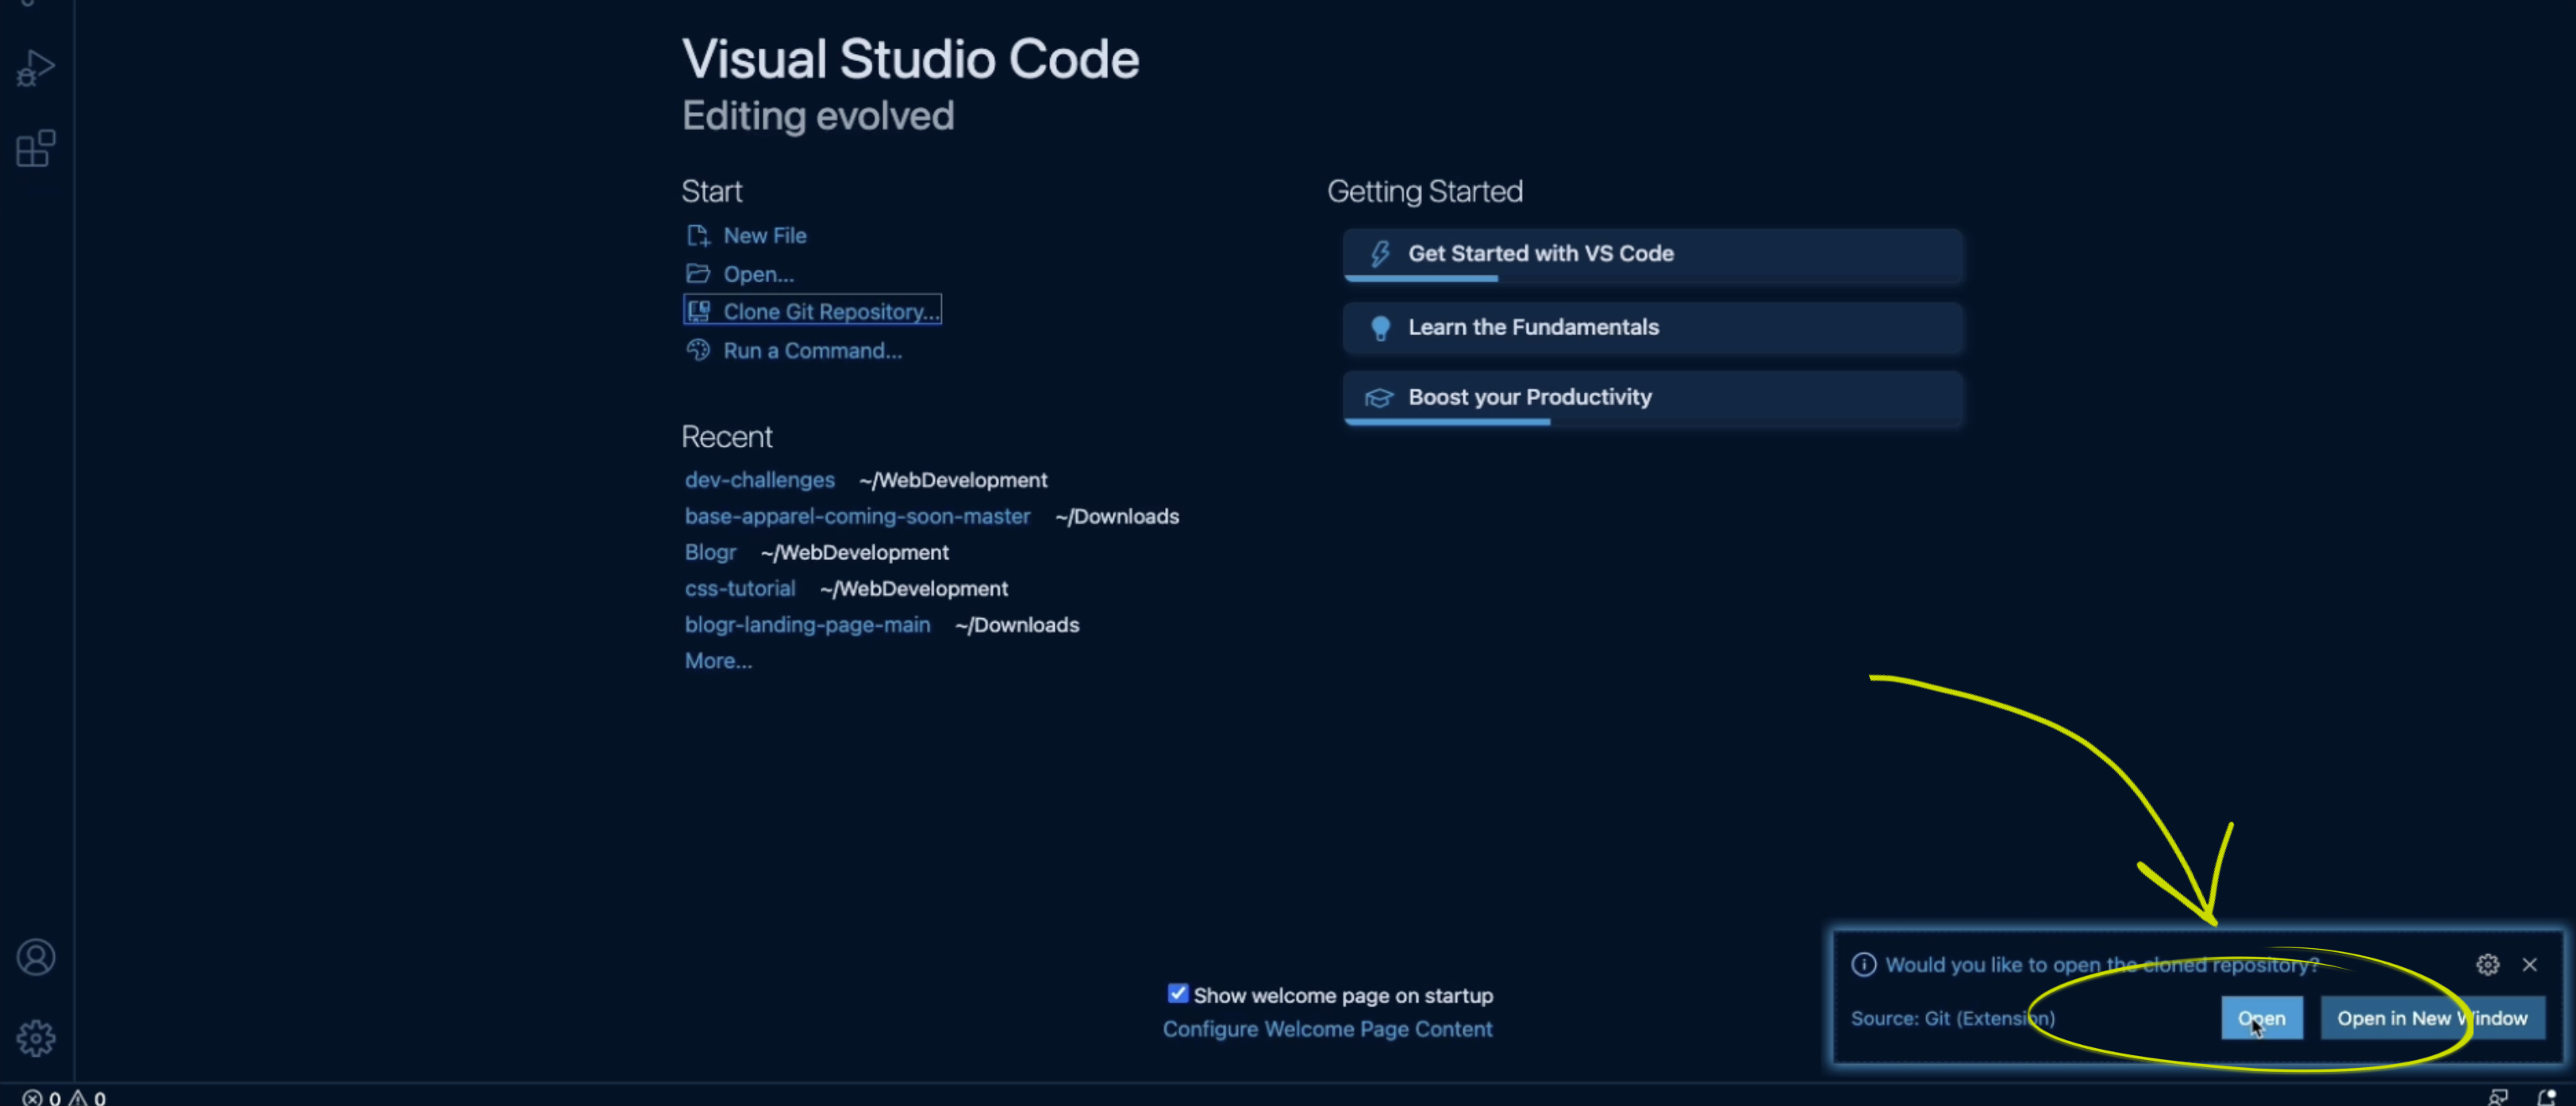 Visual Studio Code
Editing evolved
Start
New File
Open...
Clone Git Repository...
Run a Command...
Recent
dev-challenges ~/WebDevelopment
base-apparel-coming-soon-master ~/Downloads
Blogr ~/WebDevelopment
css-tutorial ~/WebDevelopment
blogr-landing-page-main ~/Downloads
More...
Getting Started
Get Started with VS Code
Learn the Fundamentals
Boost your Productivity
Show welcome page on startup
Configure Welcome Page Content
Would you like to open the cloned repository?
Source: Git (Extension)
Open
Open in New Window
0 0